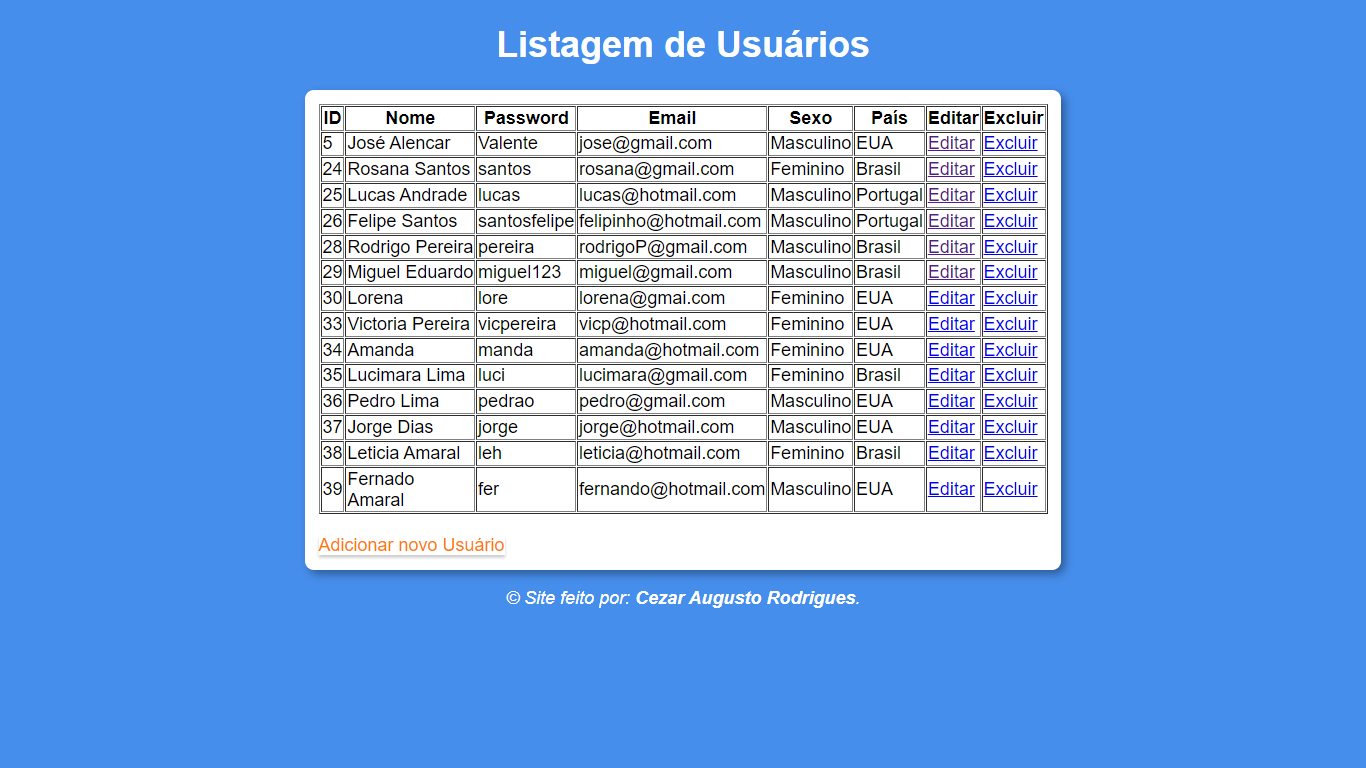 Listagem de Usuários
ID Nome Password Email Sexo País Editar Excluir
5 José Alencar Valente jose@gmail.com Masculino EUA Editar Excluir
24 Rosana Santos santos rosana@gmail.com Feminino Brasil Editar Excluir
25 Lucas Andrade lucas lucas@hotmail.com Masculino Portugal Editar Excluir
26 Felipe Santos santosfelipe felipinho@hotmail.com Masculino Portugal Editar Excluir
28 Rodrigo Pereira pereira rodrigoP@gmail.com Masculino Brasil Editar Excluir
29 Miguel Eduardo miguel123 miguel@gmail.com Masculino Brasil Editar Excluir
30 Lorena lore lorena@gmai.com Feminino EUA Editar Excluir
33 Victoria Pereira vicpereira vicp@hotmail.com Feminino EUA Editar Excluir
34 Amanda manda amanda@hotmail.com Feminino EUA Editar Excluir
35 Lucimara Lima luci lucimara@gmail.com Feminino Brasil Editar Excluir
36 Pedro Lima pedrao pedro@gmail.com Masculino EUA Editar Excluir
37 Jorge Dias jorge jorge@hotmail.com Masculino EUA Editar Excluir
38 Leticia Amaral leh leticia@hotmail.com Feminino Brasil Editar Excluir
39 Fernado
Amaral fer fernando@hotmail.com Masculino EUA Editar Excluir
Adicionar novo Usuário
© Site feito por: Cezar Augusto Rodrigues.